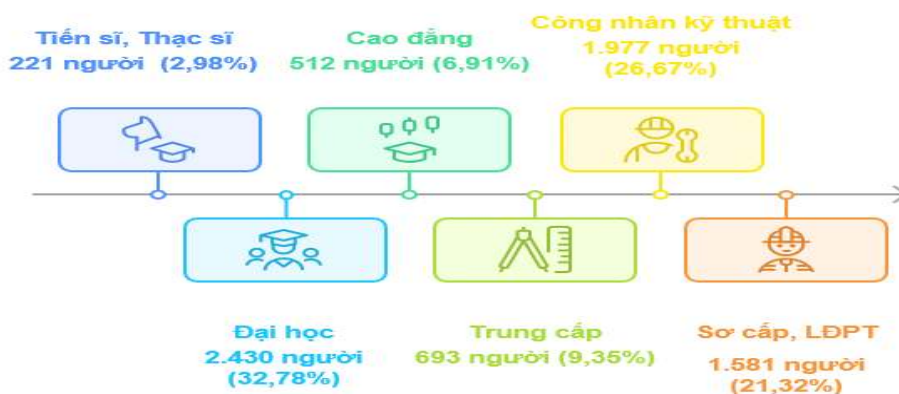 Tiến sĩ, Thạc sĩ
221 người (2,98%)
Cao đẳng
512 người (6,91%)
Công nhân kỹ thuật
1.977 người
(26,67%)
Đại học
2.430 người
(32,78%)
Trung cấp
693 người (9,35%)
Sơ cấp, LĐPT
1.581 người
(21,32%)